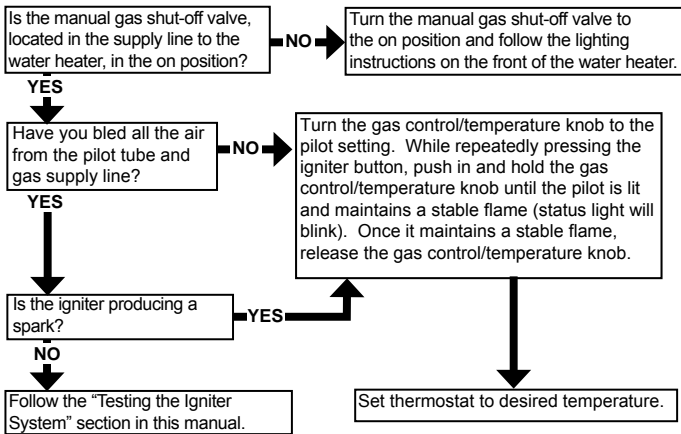 Is the manual gas shut-off valve,
located in the supply line to the
water heater, in the on position?
NO
Turn the manual gas shut-off valve to
the on position and follow the lighting
instructions on the front of the water heater.
YES
Have you bled all the air
from the pilot tube and
gas supply line?
NO
Turn the gas control/temperature knob to the
pilot setting.  While repeatedly pressing the
igniter button, push in and hold the gas
control/temperature knob until the pilot is lit
and maintains a stable flame (status light will
blink).  Once it maintains a stable flame,
release the gas control/temperature knob.
YES
Is the igniter producing a
spark?
YES
NO
Follow the “Testing the Igniter
System” section in this manual.
Set thermostat to desired temperature.